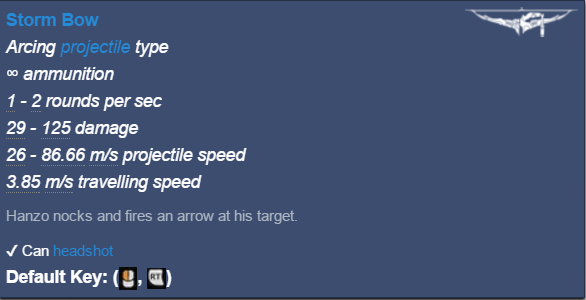 Storm Bow
Arcing projectile type
∞ ammunition
1 - 2 rounds per sec
29 - 125 damage
26 - 86.66 m/s projectile speed
3.85 m/s travelling speed
Hanzo nocks and fires an arrow at his target.
✓ Can headshot
Default Key: (, RT)